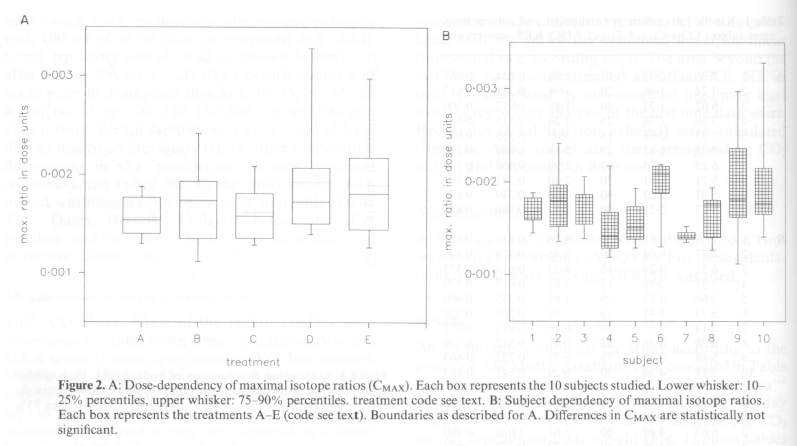 A
0·003
0·002
0·001
max. ratio in dose units
A B C D E
treatment
B
0·003
0·002
0·001
max. ratio in dose units
1 2 3 4 5 6 7 8 9 10
subject
Figure 2. A: Dose-dependency of maximal isotope ratios (CMAX). Each box represents the 10 subjects studied. Lower whisker: 10–
25% percentiles, upper whisker: 75–90% percentiles. treatment code see text. B: Subject dependency of maximal isotope ratios.
Each box represents the treatments A–E (code see text). Boundaries as described for A. Differences in CMAX are statistically not
significant.